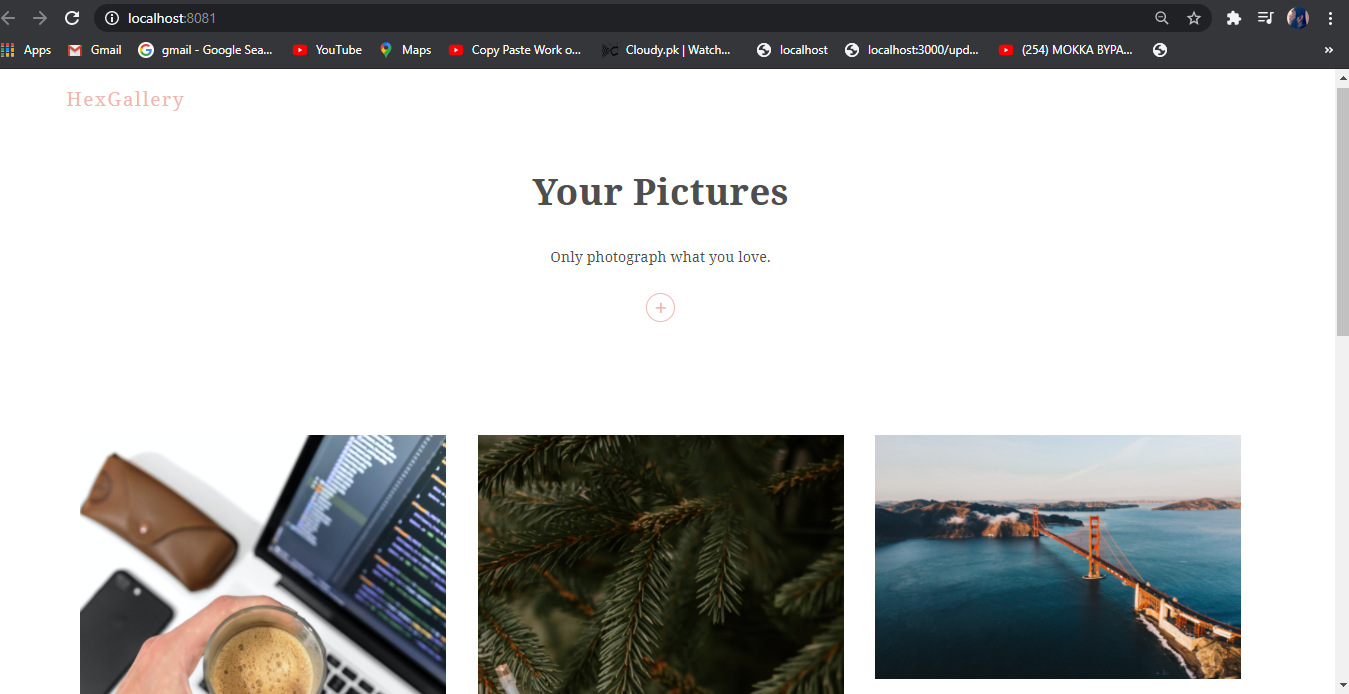 localhost:8081
Apps Gmail gmail - Google Sea... YouTube Maps Copy Paste Work o... Cloudy.pk | Watch... localhost localhost:3000/upd... (254) MOKKA BYPA... »
HexGallery
Your Pictures
Only photograph what you love.
+